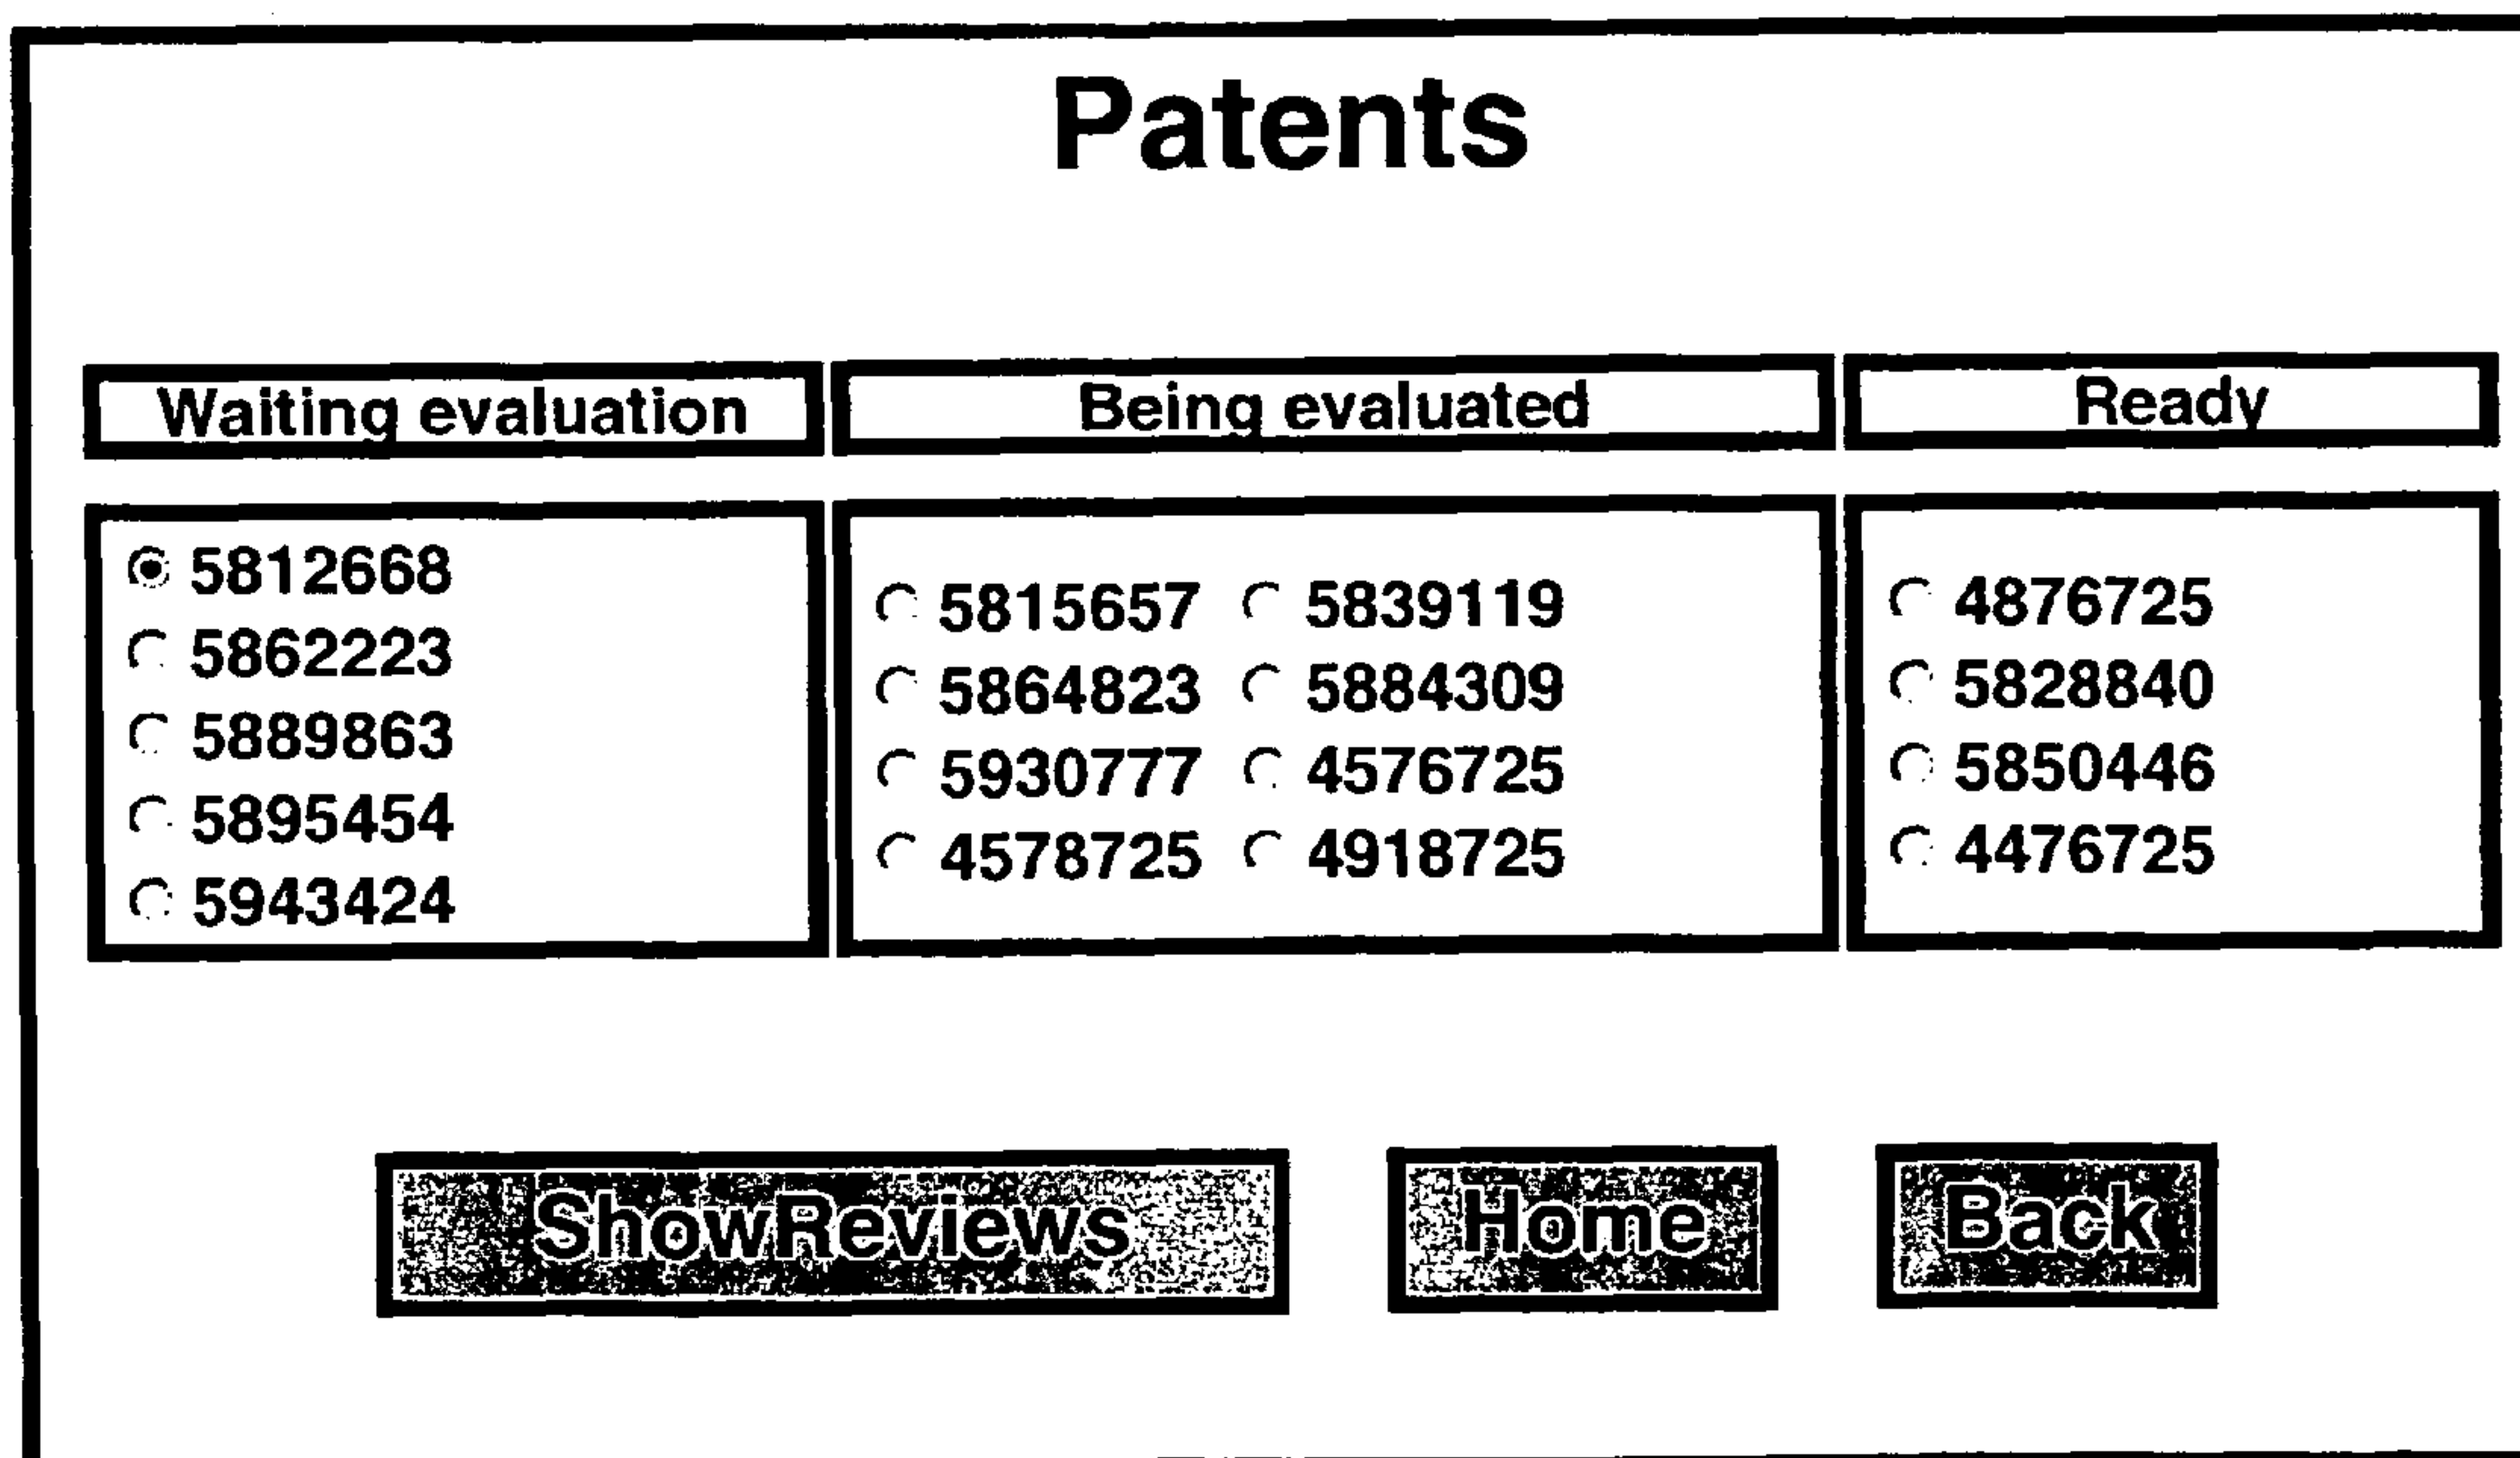 Patents
Waiting evaluation
Being evaluated
Ready
5812668
5862223
5889863
5895454
5943424
5815657 5839119
5864823 5884309
5930777 4576725
4578725 4918725
4876725
5828840
5850446
4476725
ShowReviews
Home
Back